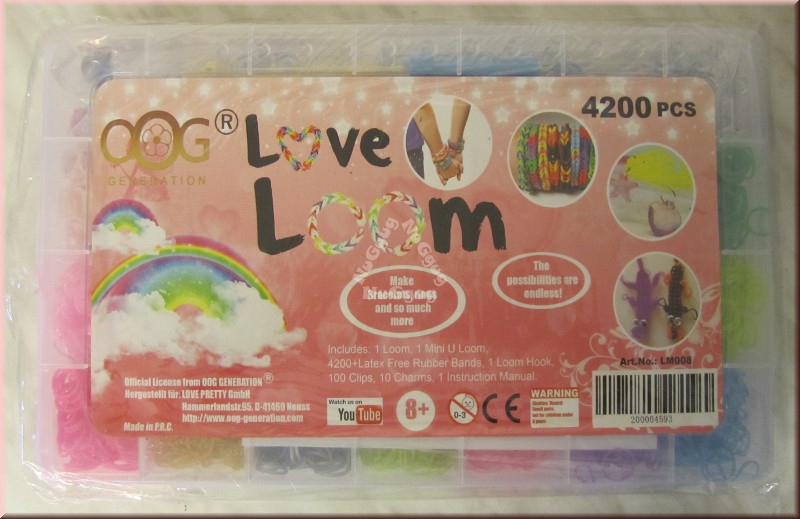 OOG®
GENERATION
Love
Loom
4200 PCS
Make
bracelets, rings
and so much
more
The
possibilities are
endless!
Includes: 1 Loom, 1 Mini U Loom,
4200+Latex Free Rubber Bands, 1 Loom Hook,
100 Clips, 10 Charms, 1 Instruction Manual.
Art.No.: LM008
Official License from OOG GENERATION®
Hergestellt für: LOVE PRETTY GmbH
Hammerlandstr.95, D-41460 Neuss
http://www.oog-generation.com
Made in P.R.C.
Watch us on
YouTube
8+
0-3
CE
WARNING
200004593